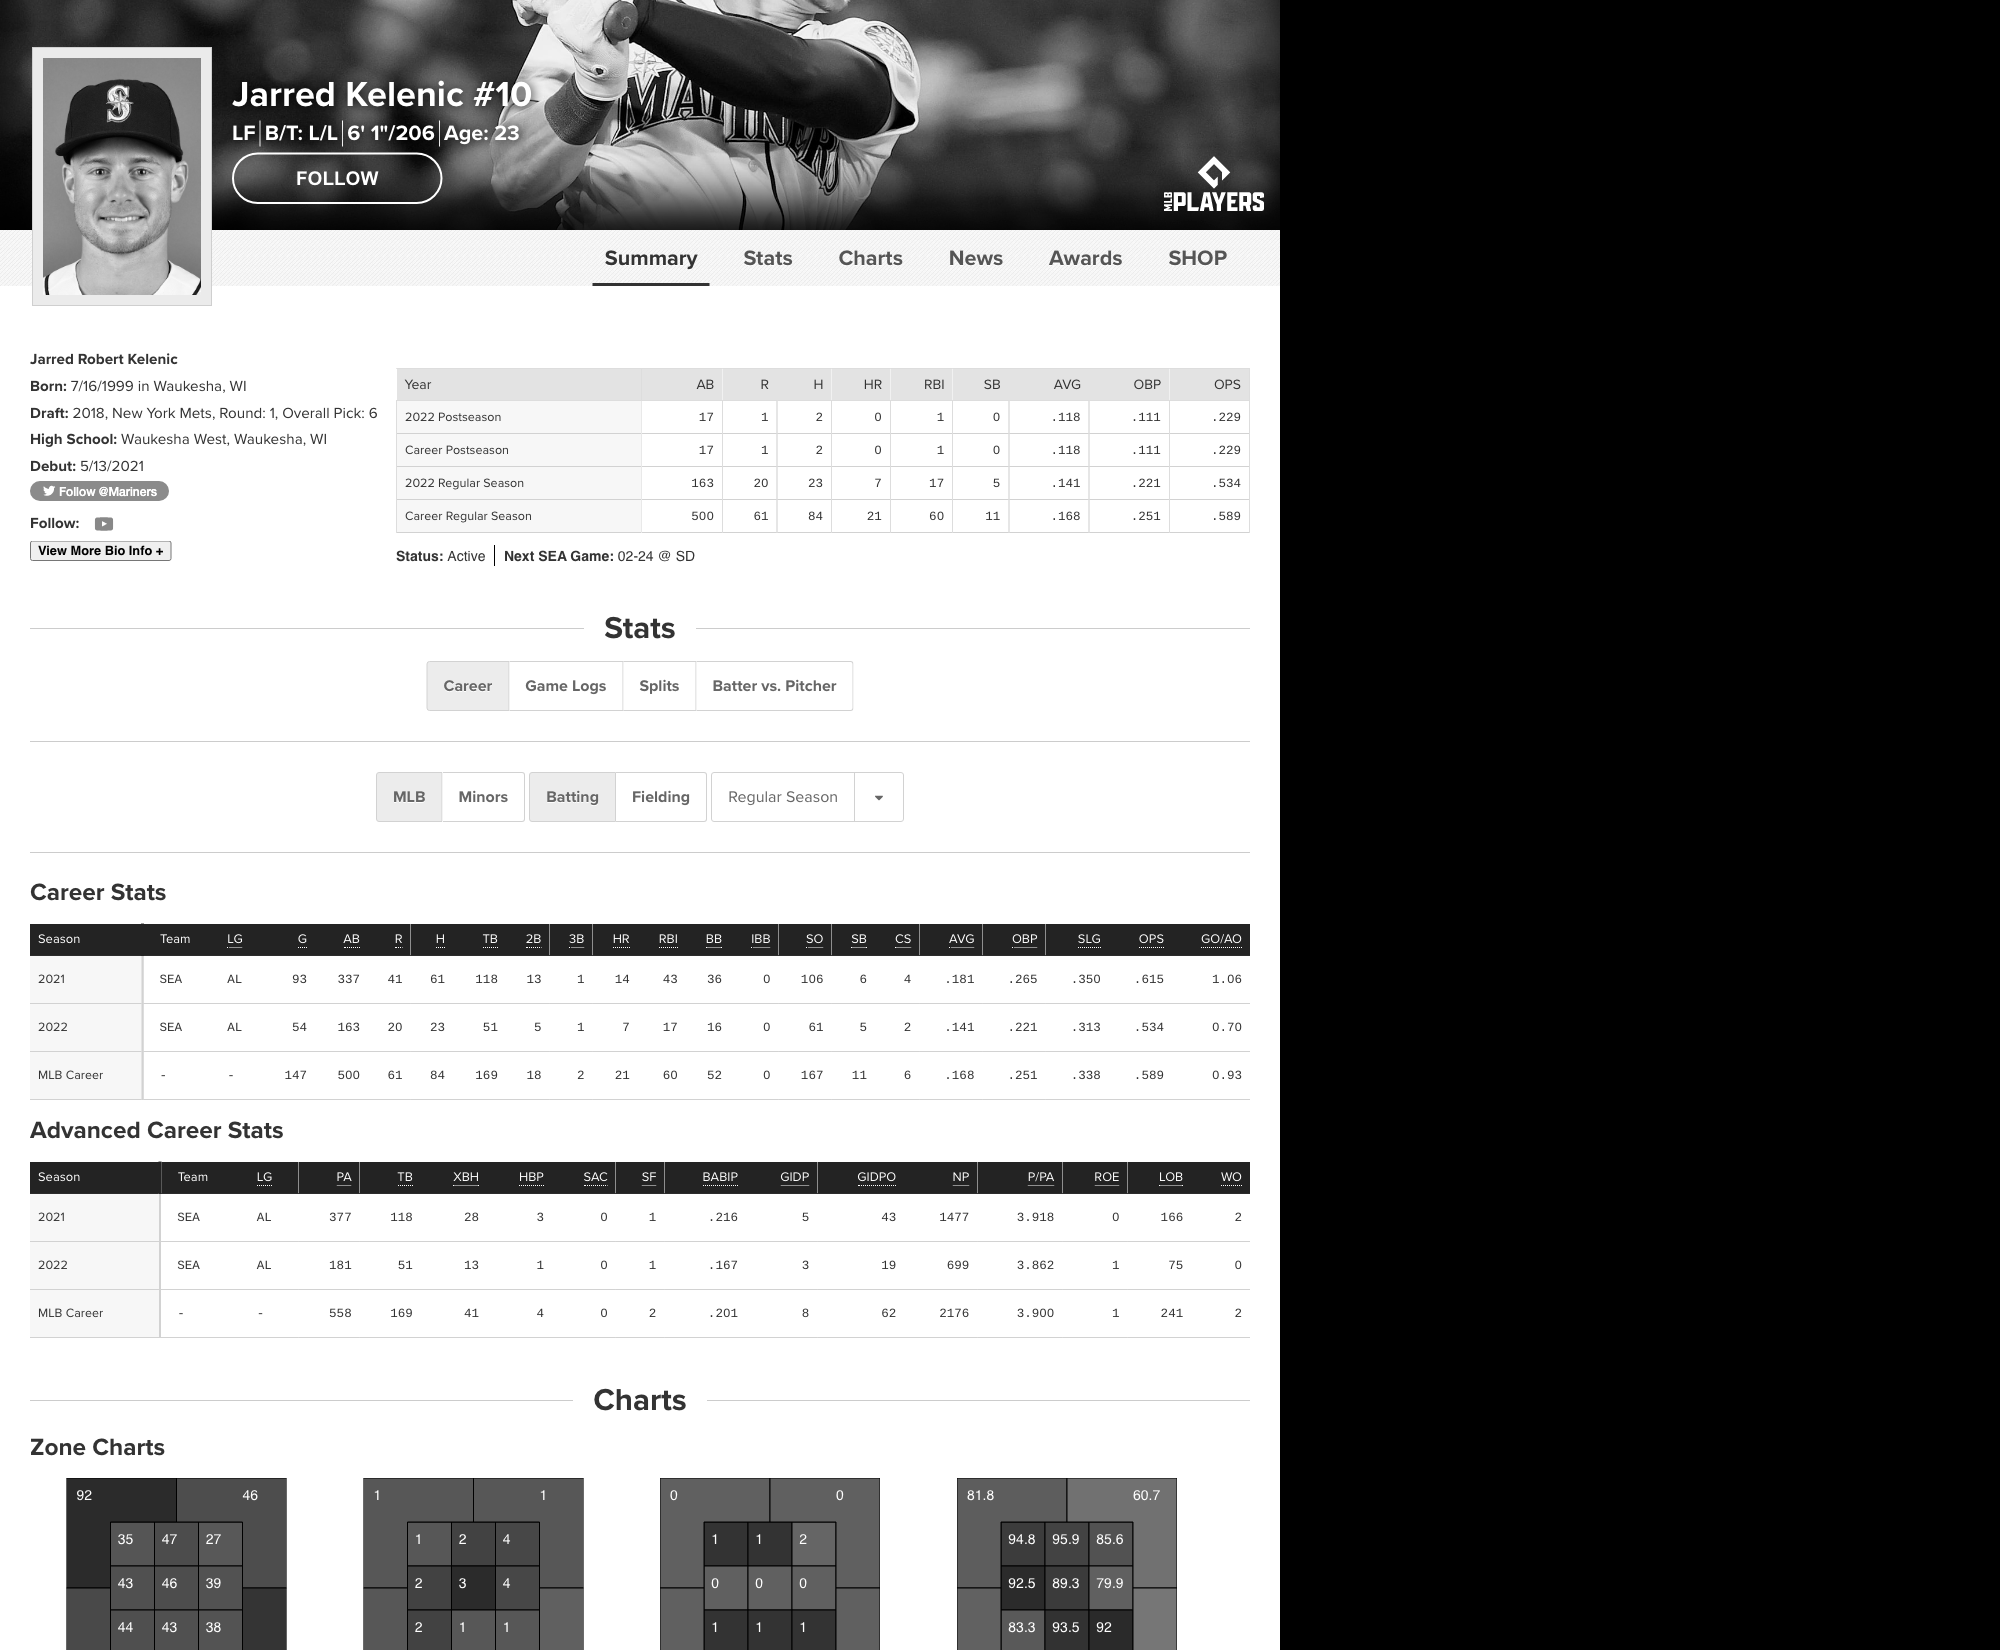 S
MARINERS
Jarred Kelenic #10
LF B/T: L/L 6' 1"/206 Age: 23
FOLLOW
MLB PLAYERS
Summary Stats Charts News Awards SHOP
Jarred Robert Kelenic
Born: 7/16/1999 in Waukesha, WI
Draft: 2018, New York Mets, Round: 1, Overall Pick: 6
High School: Waukesha West, Waukesha, WI
Debut: 5/13/2021
Follow @Mariners
Follow:
View More Bio Info +
Year AB R H HR RBI SB AVG OBP OPS
2022 Postseason 17 1 2 0 1 0 .118 .111 .229
Career Postseason 17 1 2 0 1 0 .118 .111 .229
2022 Regular Season 163 20 23 7 17 5 .141 .221 .534
Career Regular Season 500 61 84 21 60 11 .168 .251 .589
Status: Active Next SEA Game: 02-24 @ SD
Stats
Career Game Logs Splits Batter vs. Pitcher
MLB Minors Batting Fielding Regular Season
Career Stats
Season Team LG G AB R H TB 2B 3B HR RBI BB IBB SO SB CS AVG OBP SLG OPS GO/AO
2021 SEA AL 93 337 41 61 118 13 1 14 43 36 0 106 6 4 .181 .265 .350 .615 1.06
2022 SEA AL 54 163 20 23 51 5 1 7 17 16 0 61 5 2 .141 .221 .313 .534 0.70
MLB Career - - 147 500 61 84 169 18 2 21 60 52 0 167 11 6 .168 .251 .338 .589 0.93
Advanced Career Stats
Season Team LG PA TB XBH HBP SAC SF BABIP GIDP GIDPO NP P/PA ROE LOB WO
2021 SEA AL 377 118 28 3 0 1 .216 5 43 1477 3.918 0 166 2
2022 SEA AL 181 51 13 1 0 1 .167 3 19 699 3.862 1 75 0
MLB Career - - 558 169 41 4 0 2 .201 8 62 2176 3.900 1 241 2
Charts
Zone Charts
92 46 1 1 0 0 81.8 60.7
35 47 27 1 2 4 1 1 2 94.8 95.9 85.6
43 46 39 2 3 4 0 0 0 92.5 89.3 79.9
44 43 38 2 1 1 1 1 1 83.3 93.5 92